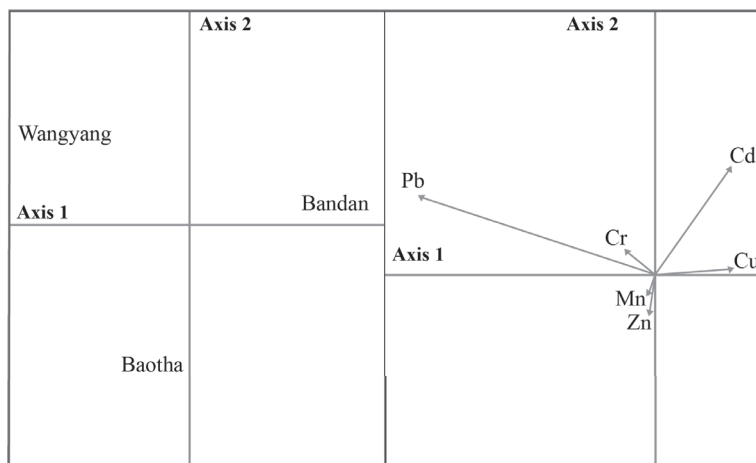 Axis 2
Wangyang
Bandan
Axis 1
Baotha
Axis 2
Cd
Pb
Cr
Cu
Axis 1
Mn
Zn